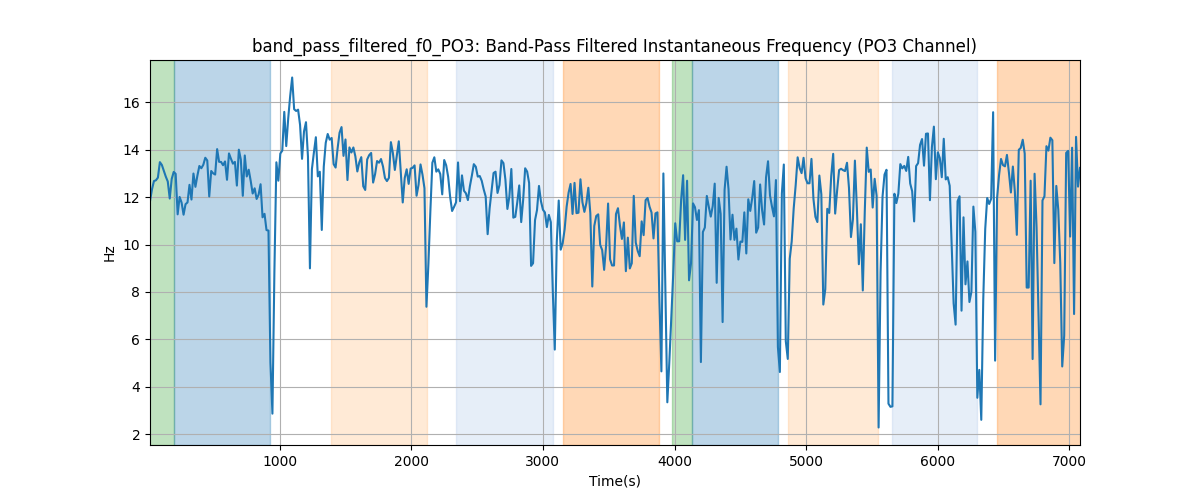 band_pass_filtered_f0_PO3: Band-Pass Filtered Instantaneous Frequency (PO3 Channel)
16
14
12
10
8
6
4
2
Hz
1000 2000 3000 4000 5000 6000 7000
Time(s)